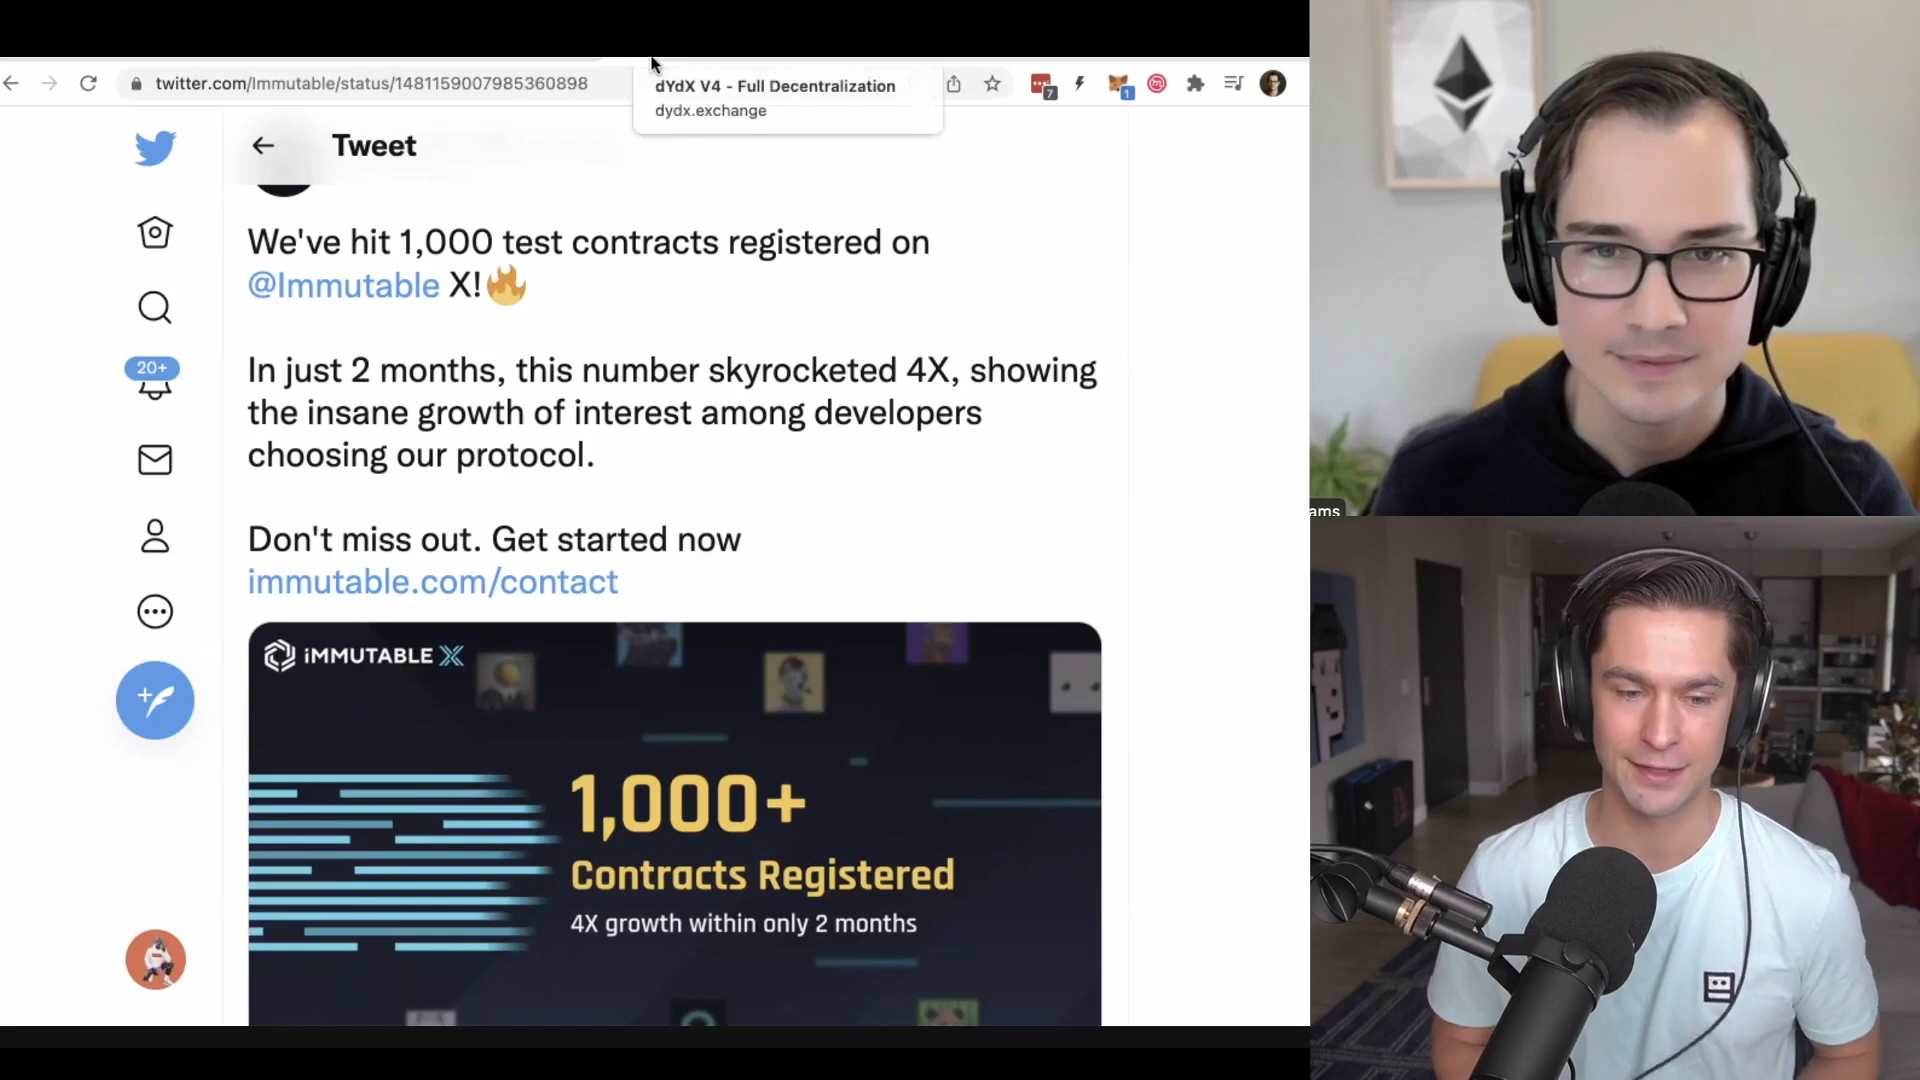 twitter.com/Immutable/status/1481159007985360898
dYdX V4 - Full Decentralization
dydx.exchange
7
1
Tweet
We've hit 1,000 test contracts registered on
@Immutable X!🔥
In just 2 months, this number skyrocketed 4X, showing
the insane growth of interest among developers
choosing our protocol.
Don't miss out. Get started now
immutable.com/contact
20+
iMMUTABLE X
1,000+
Contracts Registered
4X growth within only 2 months
ams